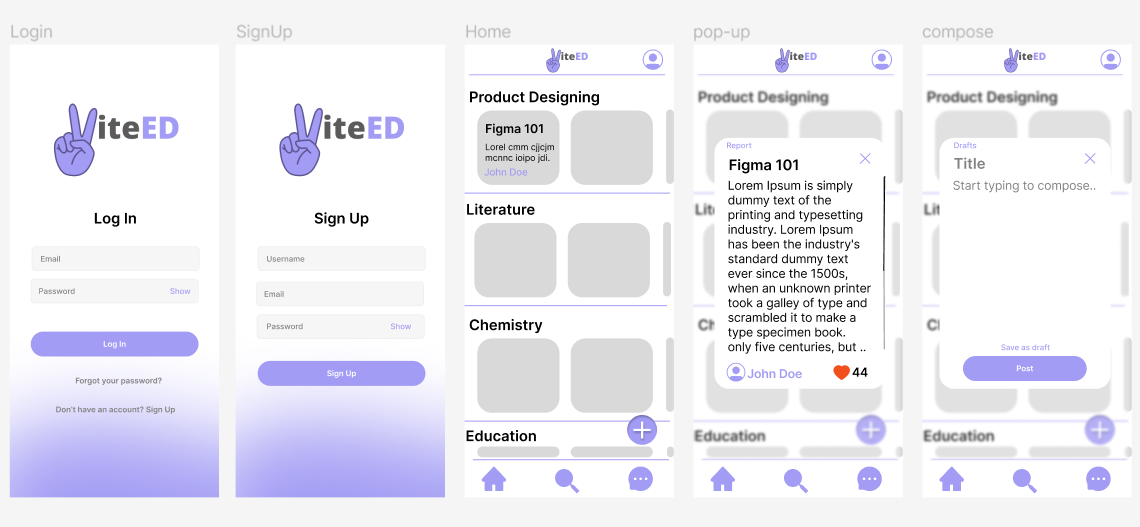 Login
iteED
Log In
Email
Password Show
Log In
Forgot your password?
Don't have an account? Sign Up
SignUp
iteED
Sign Up
Username
Email
Password Show
Sign Up
Home
iteED
Product Designing
Figma 101
Lorel cmm cjjcjm
mcnnc ioipo jdi.
John Doe
Literature
Chemistry
Education
pop-up
iteED
Product Designing
Report
Figma 101
Lorem Ipsum is simply
dummy text of the
printing and typesetting
industry. Lorem Ipsum
has been the industry's
standard dummy text
ever since the 1500s,
when an unknown printer
took a galley of type and
scrambled it to make a
type specimen book.
only five centuries, but ..
John Doe 44
Lit
Ch
Education
compose
iteED
Product Designing
Drafts
Title
Start typing to compose..
Save as draft
Post
Lit
Cl
Education